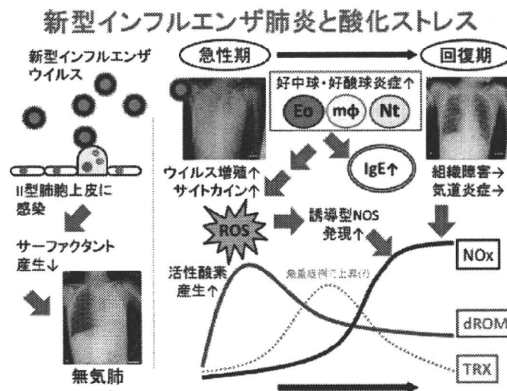 新型インフルエンザ肺炎と酸化ストレス
新型インフルエンザ
ウイルス
II型肺胞上皮に
感染
サーファクタント
産生↓
無気肺
急性期
回復期
好中球・好酸球炎症↑
Eo
mφ
Nt
IgE↑
ウイルス増殖↑
サイトカイン↑
組織障害→
気道炎症→
ROS
誘導型NOS
発現↑
活性酸素
産生↑
NOx
dROM
TRX